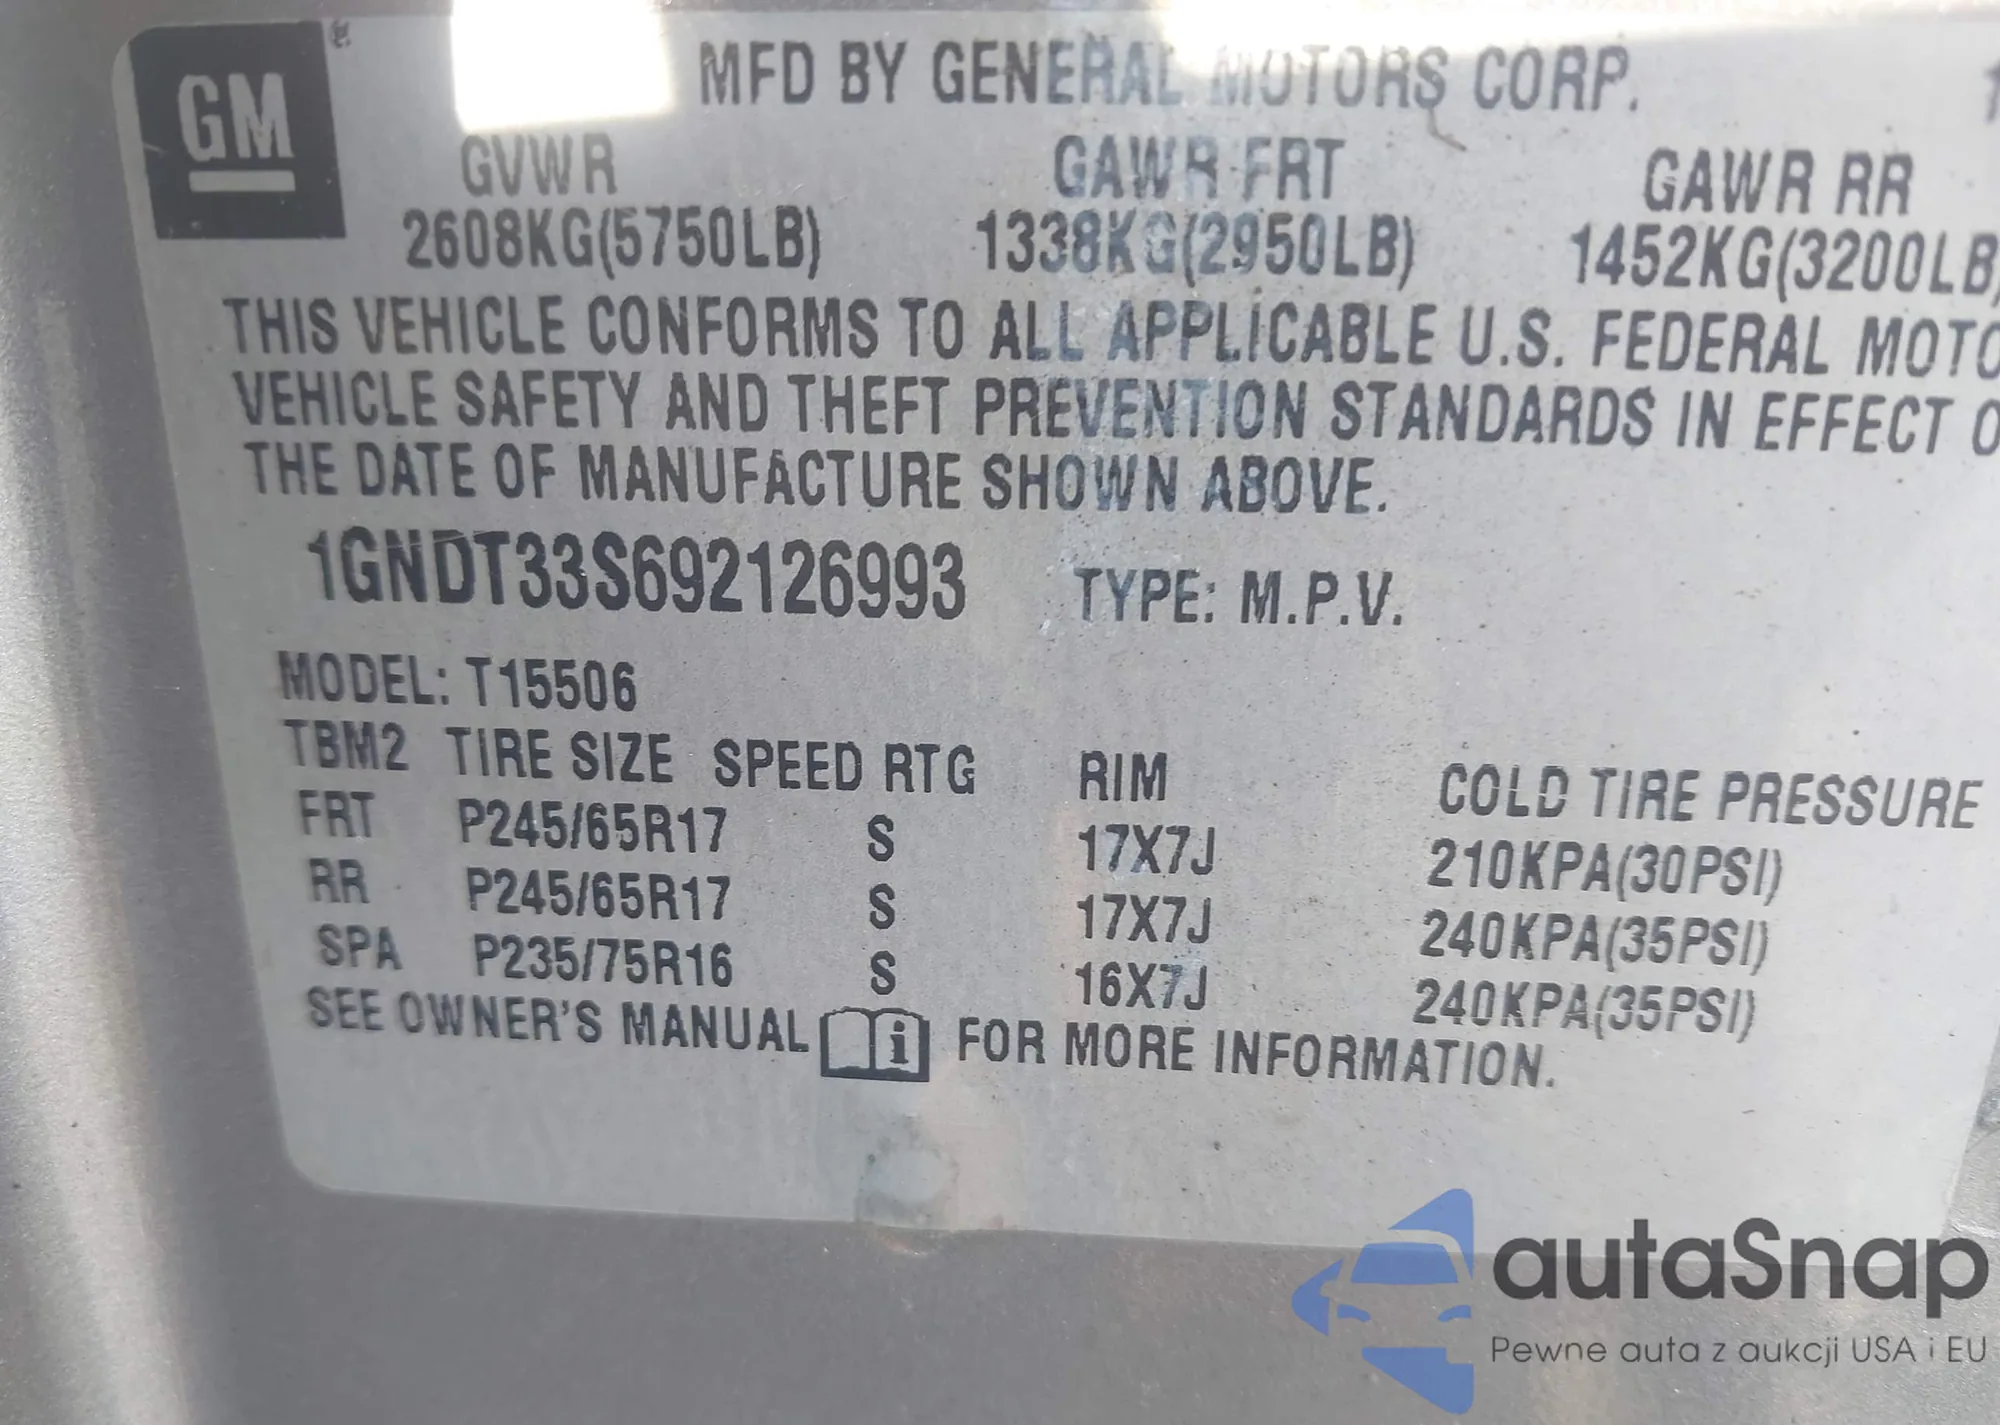 GM ®
MFD BY GENERAL MOTORS CORP.
GVWR GAWR FRT GAWR RR
2608KG(5750LB) 1338KG(2950LB) 1452KG(3200LB)
THIS VEHICLE CONFORMS TO ALL APPLICABLE U.S. FEDERAL MOTO
VEHICLE SAFETY AND THEFT PREVENTION STANDARDS IN EFFECT O
THE DATE OF MANUFACTURE SHOWN ABOVE.
1GNDT33S692126993 TYPE: M.P.V.
MODEL: T15506
TBM2 TIRE SIZE SPEED RTG RIM COLD TIRE PRESSURE
FRT P245/65R17 S 17X7J 210KPA(30PSI)
RR P245/65R17 S 17X7J 240KPA(35PSI)
SPA P235/75R16 S 16X7J 240KPA(35PSI)
SEE OWNER'S MANUAL i FOR MORE INFORMATION.
autaSnap
Pewne auta z aukcji USA i EU